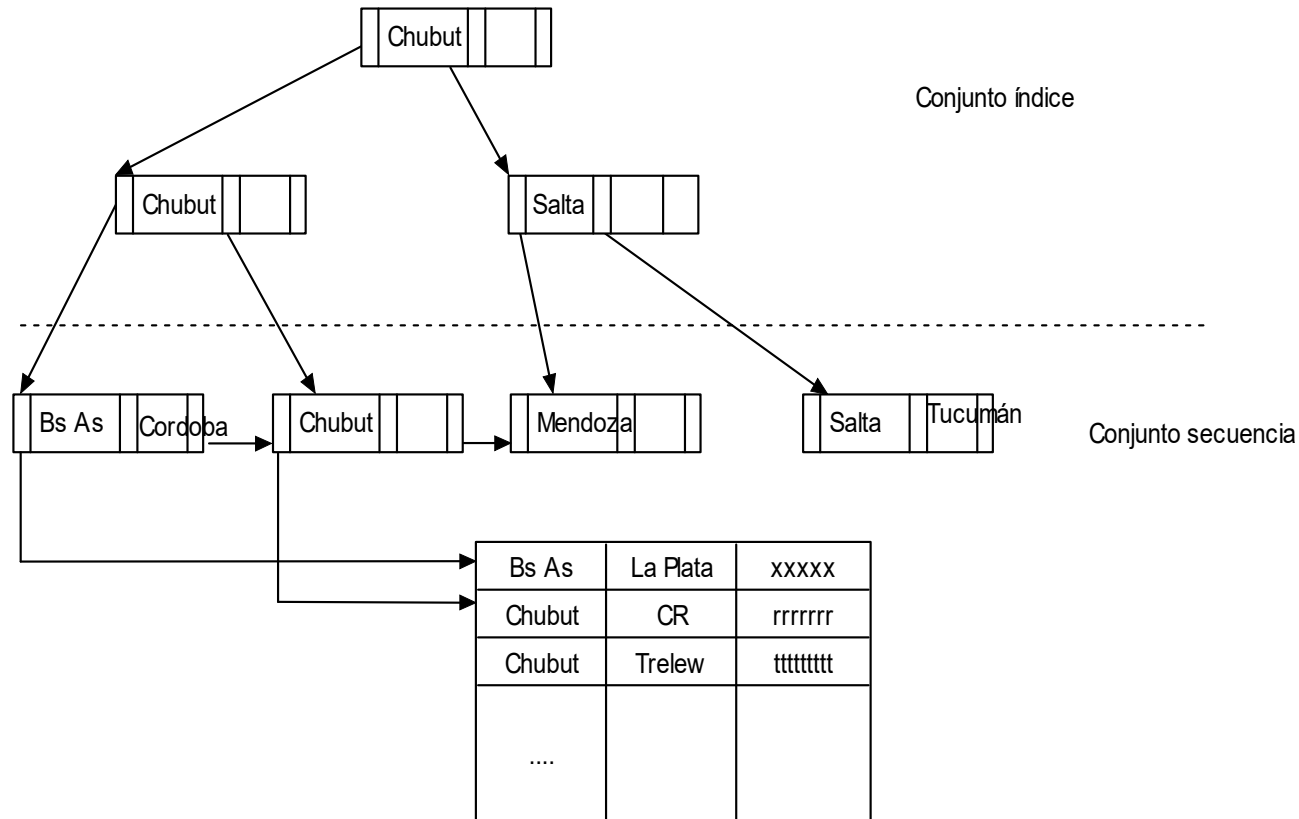 Chubut
Conjunto índice
Chubut
Salta
Bs As
Cordoba
Chubut
Mendoza
Salta
Tucumán
Conjunto secuencia
Bs As La Plata xxxxx
Chubut CR rrrrrrr
Chubut Trelew ttttttttt
....